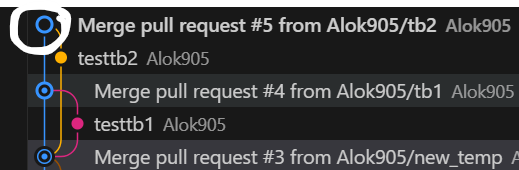 Merge pull request #5 from Alok905/tb2 Alok905
testtb2 Alok905
Merge pull request #4 from Alok905/tb1 Alok905
testtb1 Alok905
Merge pull request #3 from Alok905/new_temp A